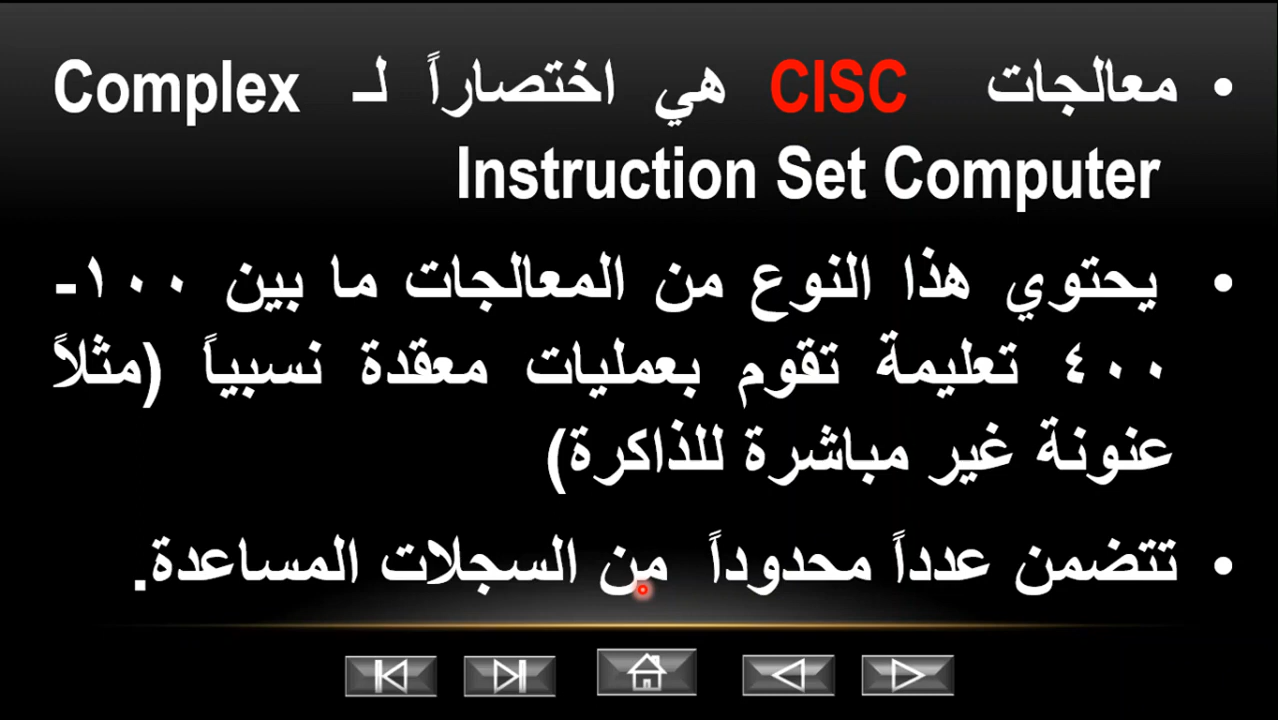 • معالجات CISC هي اختصاراً لـ Complex
Instruction Set Computer
• يحتوي هذا النوع من المعالجات ما بين ١٠٠-
٤٠٠ تعليمة تقوم بعمليات معقدة نسبياً (مثلاً
عنونة غير مباشرة للذاكرة)
• تتضمن عدداً محدوداً من السجلات المساعدة.